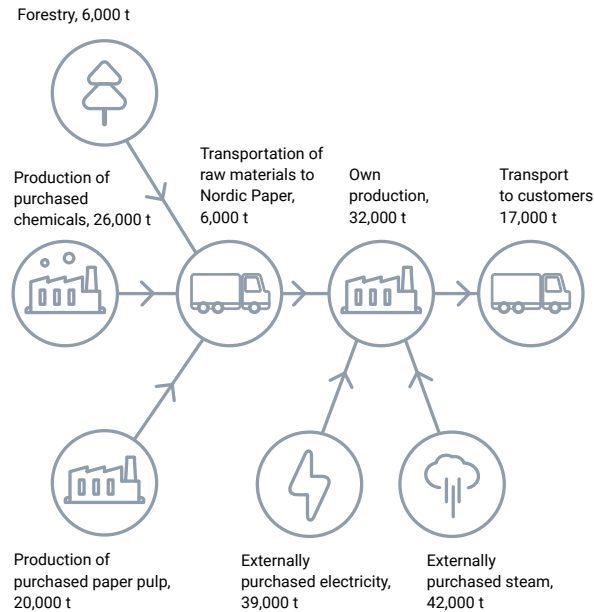 Forestry, 6,000 t
Production of
purchased
chemicals, 26,000 t
Transportation of
raw materials to
Nordic Paper,
6,000 t
Own
production,
32,000 t
Transport
to customers
17,000 t
Production of
purchased paper pulp,
20,000 t
Externally
purchased electricity,
39,000 t
Externally
purchased steam,
42,000 t